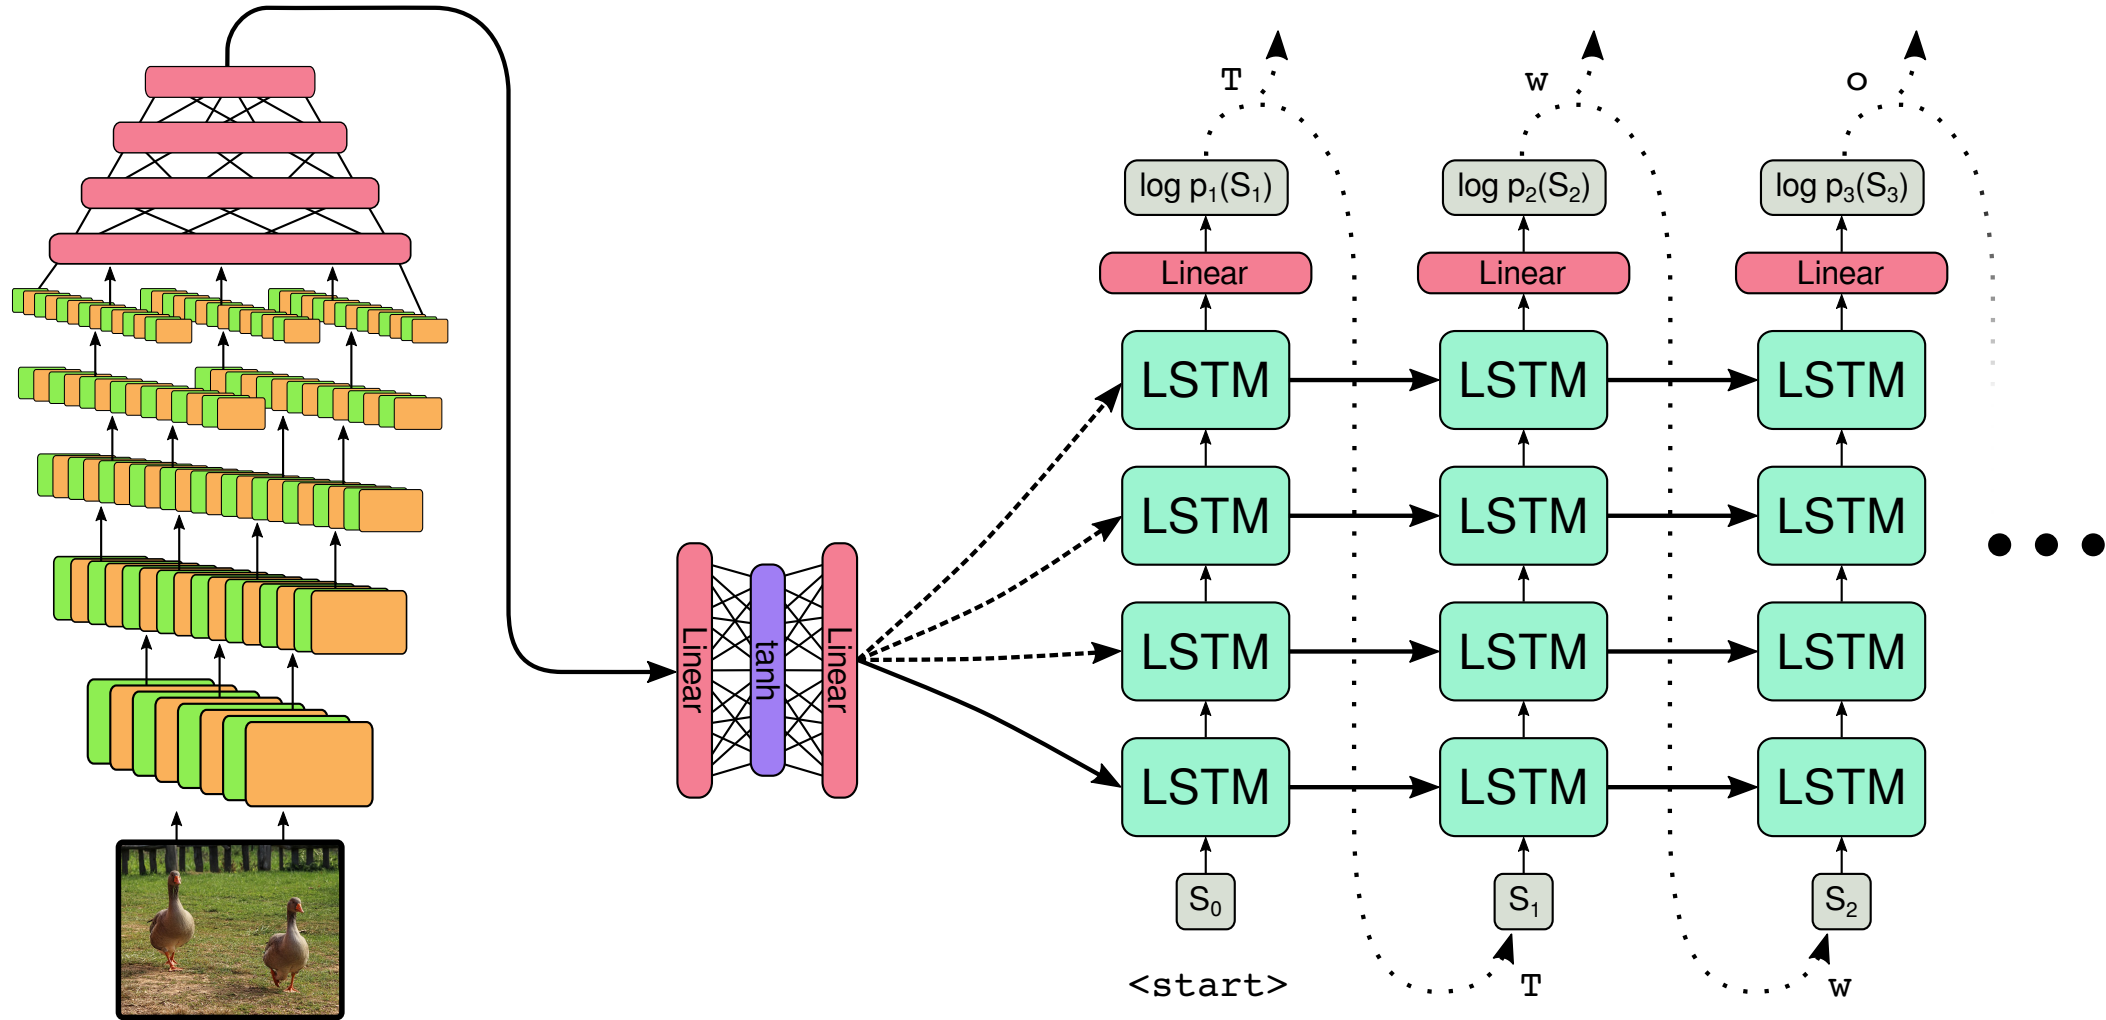 T w o
log p₁(S₁) log p₂(S₂) log p₃(S₃)
Linear Linear Linear
LSTM LSTM LSTM
LSTM LSTM LSTM
Linear tanh Linear
LSTM LSTM LSTM
LSTM LSTM LSTM
S₀ S₁ S₂
<start> T w